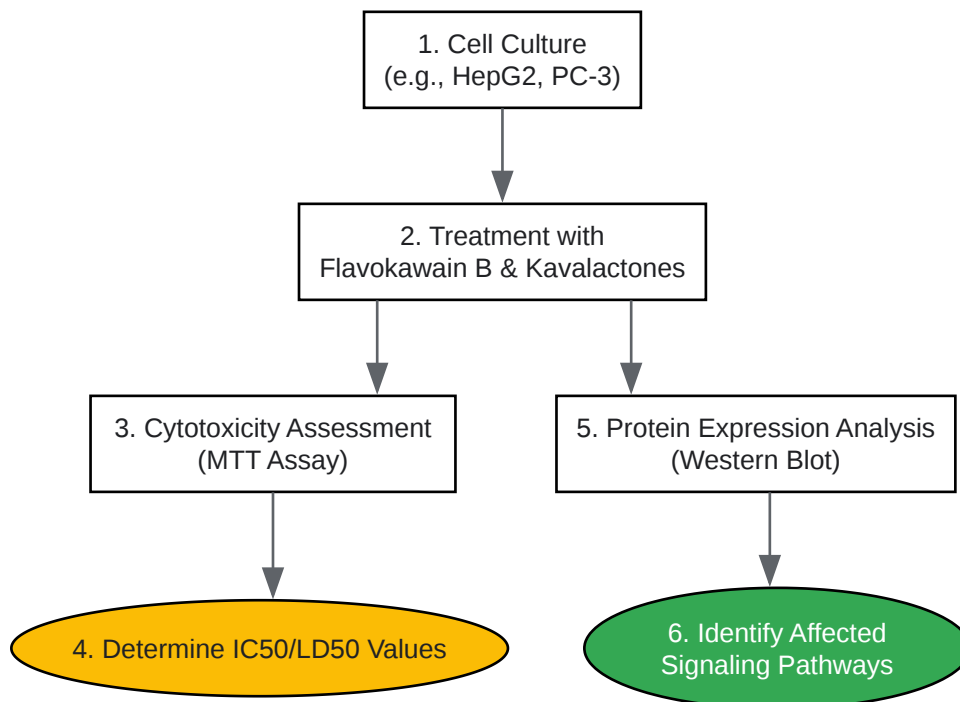 1. Cell Culture
(e.g., HepG2, PC-3)
2. Treatment with
Flavokawain B & Kavalactones
3. Cytotoxicity Assessment
(MTT Assay)
5. Protein Expression Analysis
(Western Blot)
4. Determine IC50/LD50 Values
6. Identify Affected
Signaling Pathways